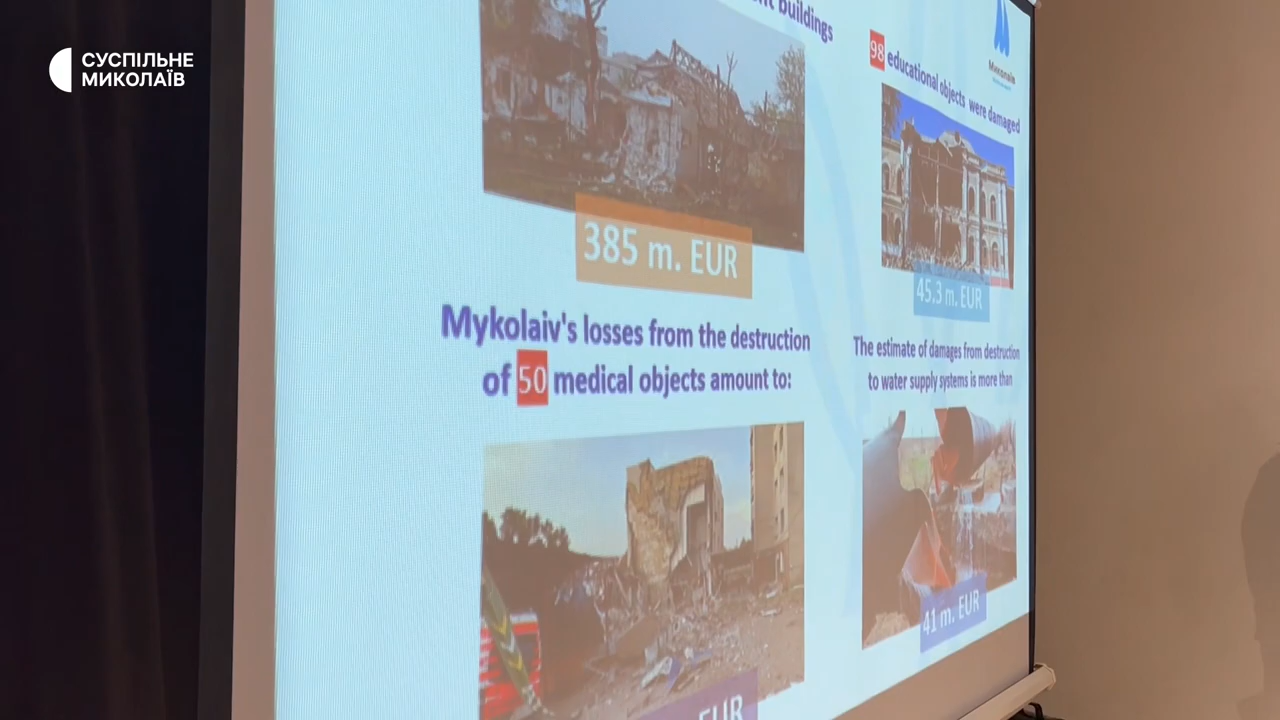 СУСПІЛЬНЕ
МИКОЛАЇВ
buildings
385 m. EUR
Mykolaiv's losses from the destruction
of 50 medical objects amount to:
EUR
Миколаїв
98 educational objects were damaged
45.3 m. EUR
The estimate of damages from destruction
to water supply systems is more than
41 m. EUR